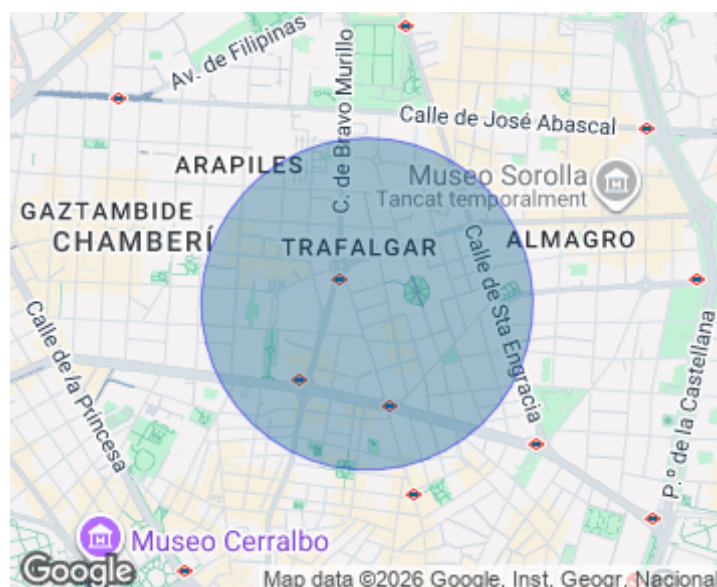 Av. de Filipinas
C. de Bravo Murillo
Calle de José Abascal
ARAPILES
Museo Sorolla
Tancat temporalment
GAZTAMBIDE
CHAMBERÍ
TRAFALGAR
ALMAGRO
Calle de Sta Engracia
Calle de la Princesa
P.º de la Castellana
Museo Cerralbo
Google
Map data ©2026 Google, Inst. Geogr. Nacional